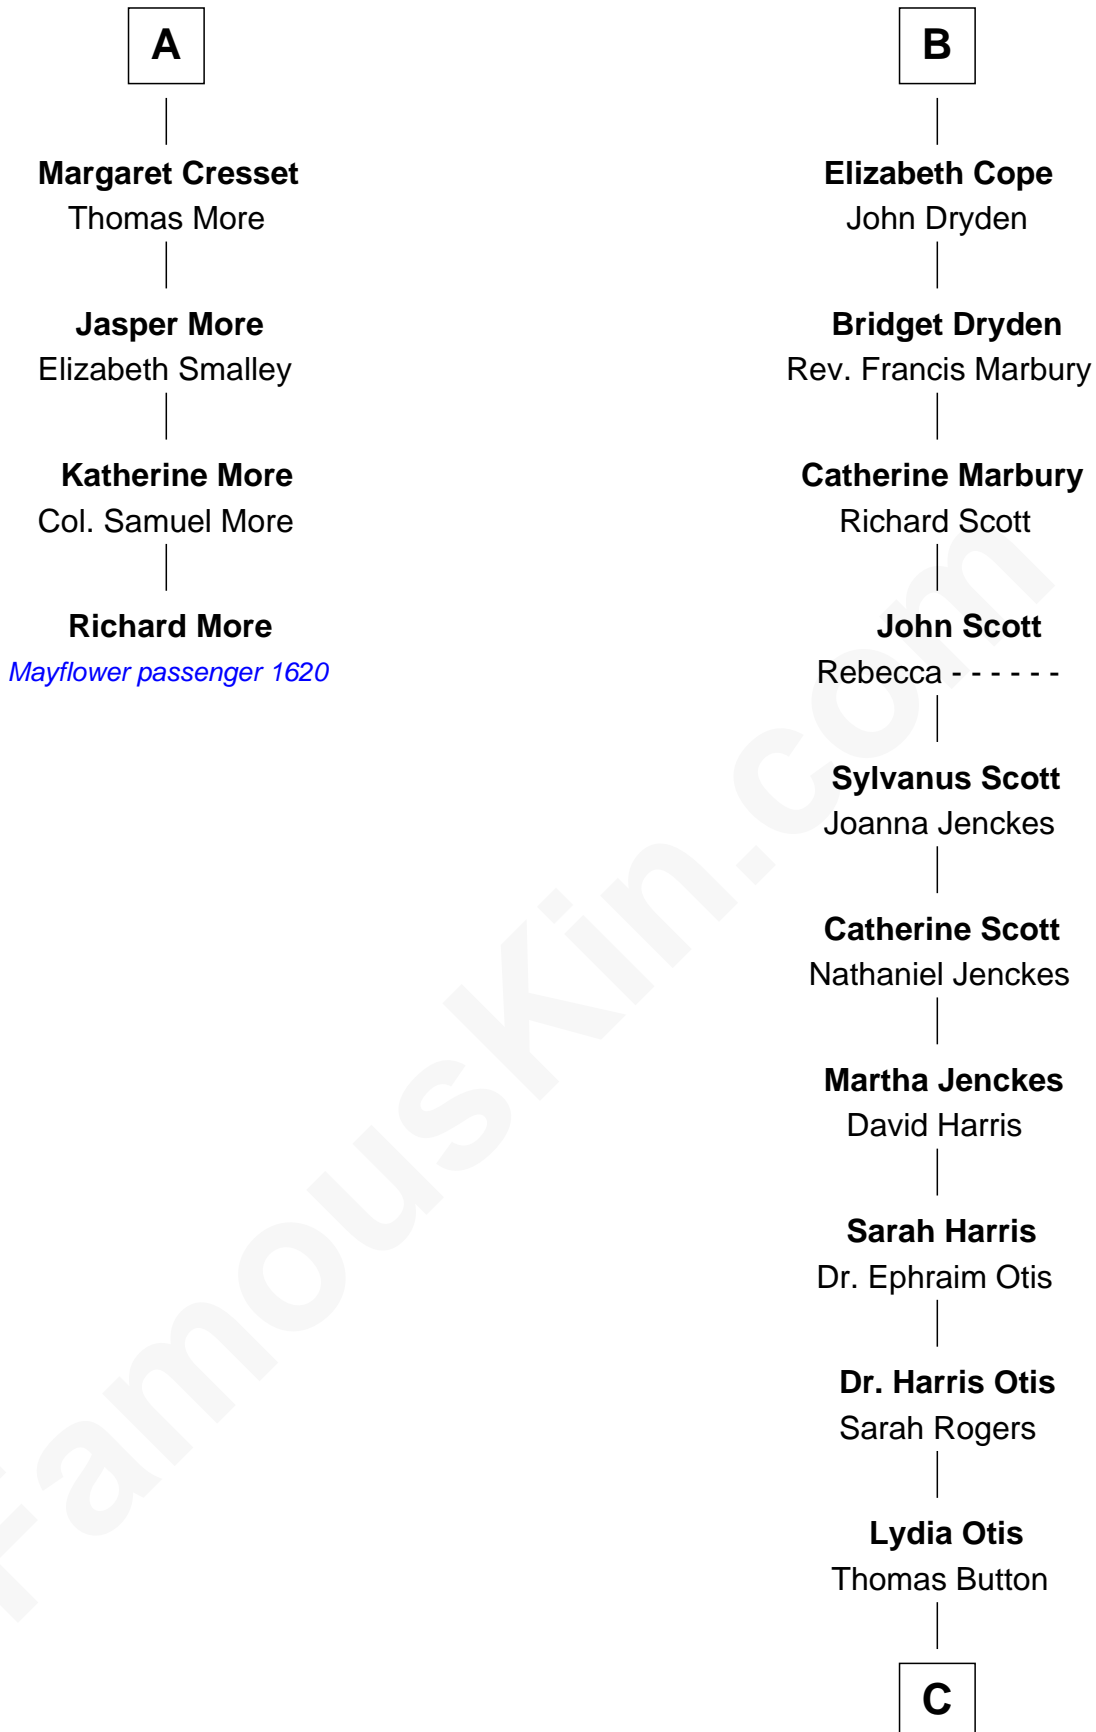 A
Margaret Cresset
Thomas More
Jasper More
Elizabeth Smalley
Katherine More
Col. Samuel More
Richard More
Mayflower passenger 1620
B
Elizabeth Cope
John Dryden
Bridget Dryden
Rev. Francis Marbury
Catherine Marbury
Richard Scott
John Scott
Rebecca - - - - - -
Sylvanus Scott
Joanna Jenckes
Catherine Scott
Nathaniel Jenckes
Martha Jenckes
David Harris
Sarah Harris
Dr. Ephraim Otis
Dr. Harris Otis
Sarah Rogers
Lydia Otis
Thomas Button
C
FamousKin.com